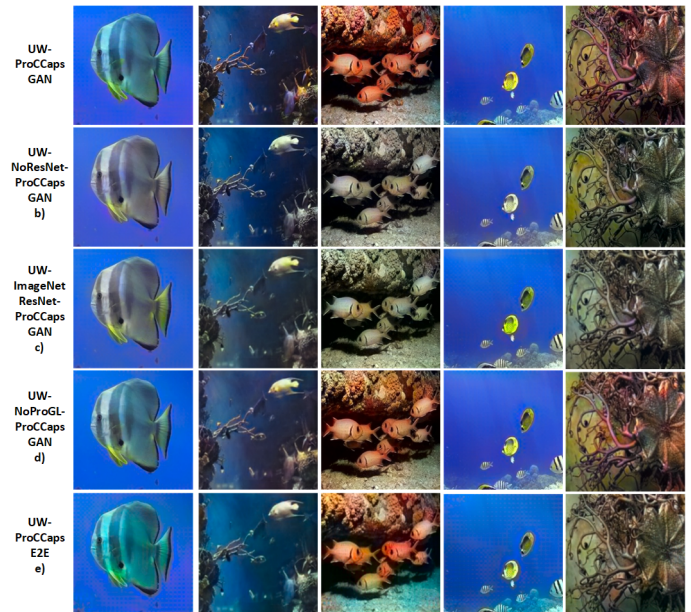 UW-
ProCCaps
GAN
UW-
NoResNet-
ProCCaps
GAN
b)
UW-
ImageNet
ResNet-
ProCCaps
GAN
c)
UW-
NoProGL-
ProCCaps
GAN
d)
UW-
ProCCaps
E2E
e)